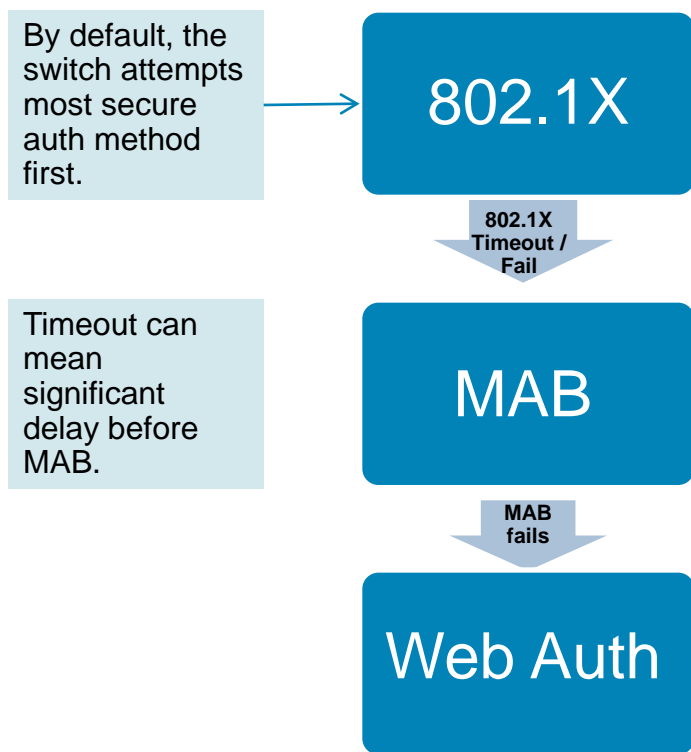 By default, the
switch attempts
most secure
auth method
first.
802.1X
802.1X
Timeout /
Fail
Timeout can
mean
significant
delay before
MAB.
MAB
MAB
fails
Web Auth